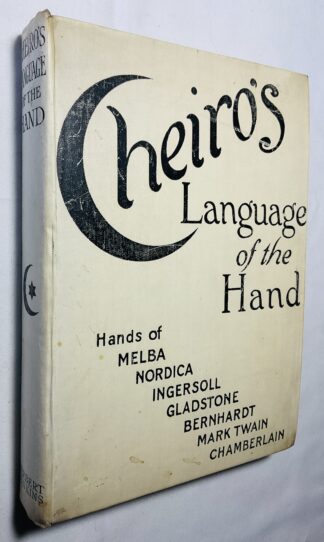 CHEIRO'S
LANGUAGE
OF THE
HAND
Cheiro's
Language
of the
Hand
Hands of
MELBA
NORDICA
INGERSOLL
GLADSTONE
BERNHARDT
MARK TWAIN
CHAMBERLAIN